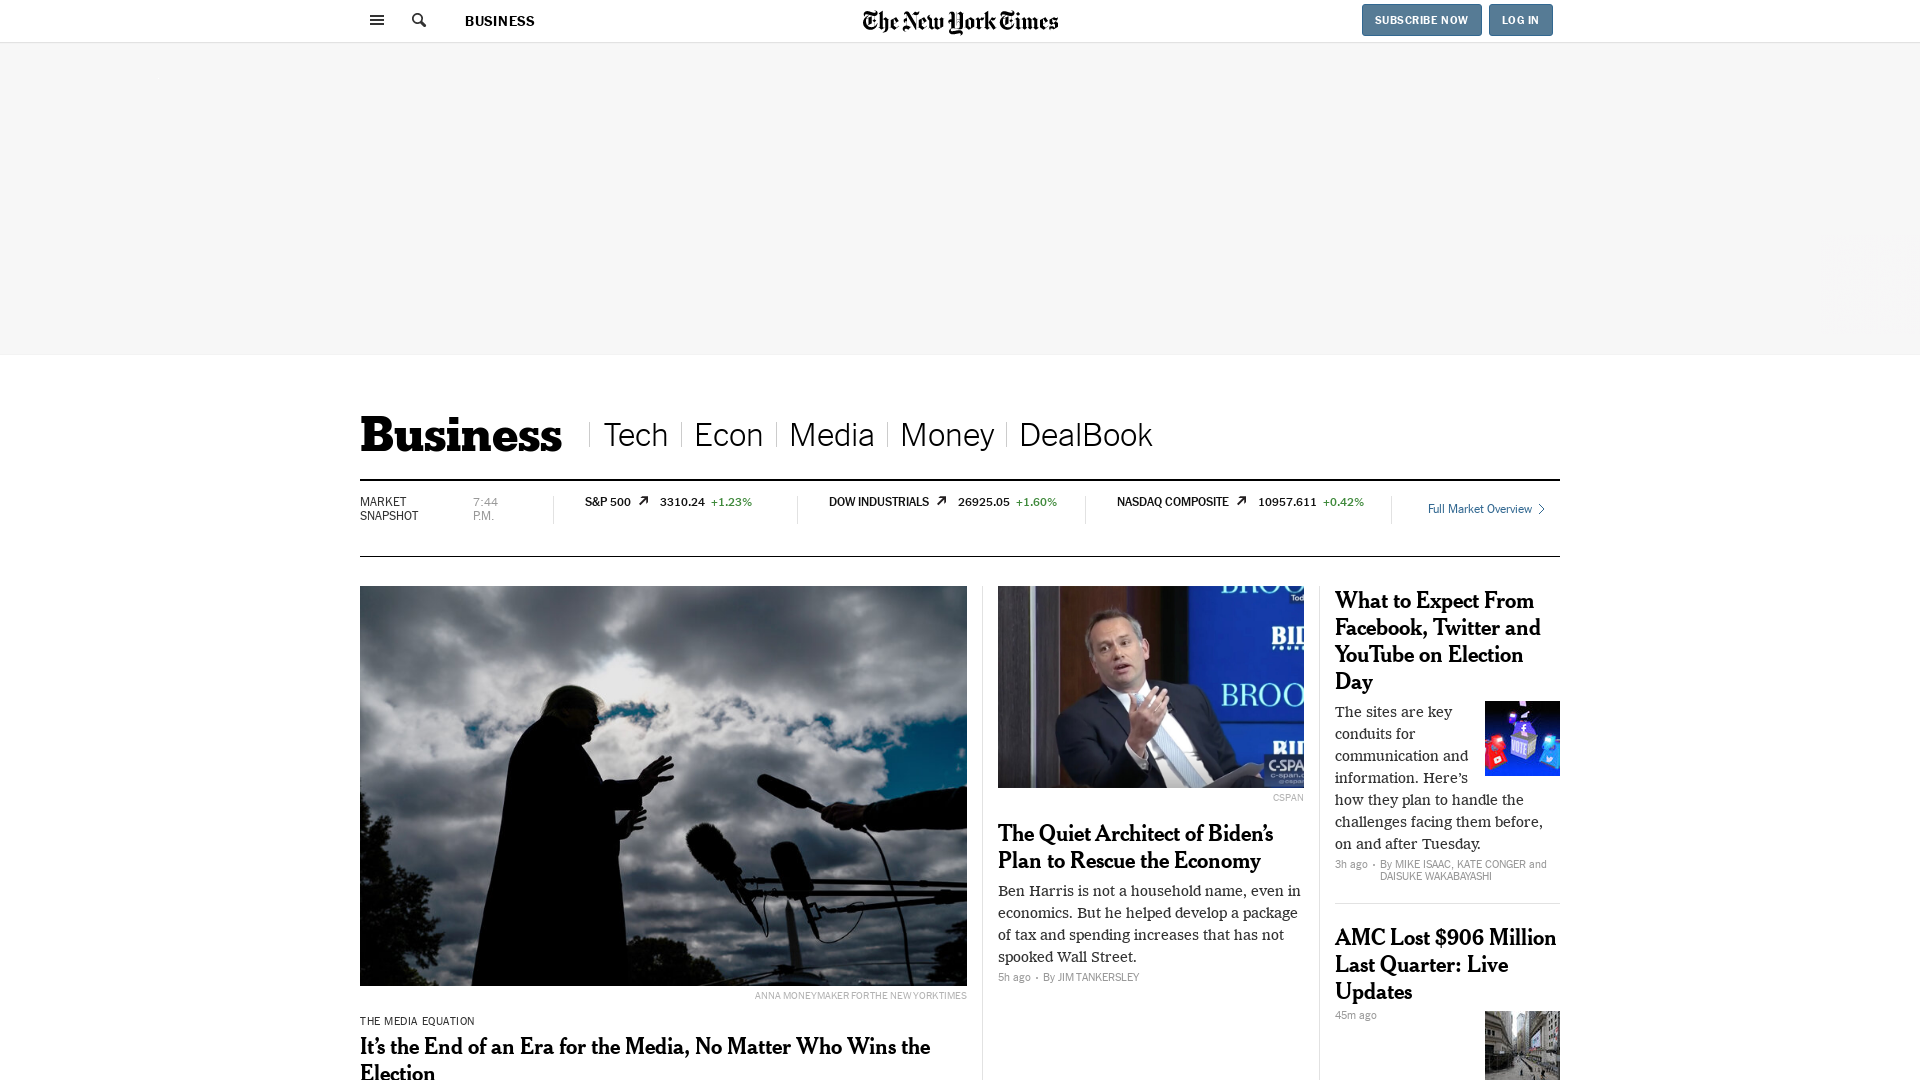 BUSINESS
The New York Times
SUBSCRIBE NOW
LOG IN
Business
Tech
Econ
Media
Money
DealBook
MARKET
SNAPSHOT
7:44
P.M.
S&P 500 3310.24 +1.23%
DOW INDUSTRIALS 26925.05 +1.60%
NASDAQ COMPOSITE 10957.611 +0.42%
Full Market Overview
ANNA MONEYMAKER FOR THE NEW YORK TIMES
THE MEDIA EQUATION
It’s the End of an Era for the Media, No Matter Who Wins the
Election
BROO
BROO
C-SPA
CSPAN
The Quiet Architect of Biden’s
Plan to Rescue the Economy
Ben Harris is not a household name, even in
economics. But he helped develop a package
of tax and spending increases that has not
spooked Wall Street.
5h ago · By JIM TANKERSLEY
What to Expect From
Facebook, Twitter and
YouTube on Election
Day
The sites are key
conduits for
communication and
information. Here’s
how they plan to handle the
challenges facing them before,
on and after Tuesday.
VOTE
3h ago · By MIKE ISAAC, KATE CONGER and
DAISUKE WAKABAYASHI
AMC Lost $906 Million
Last Quarter: Live
Updates
45m ago